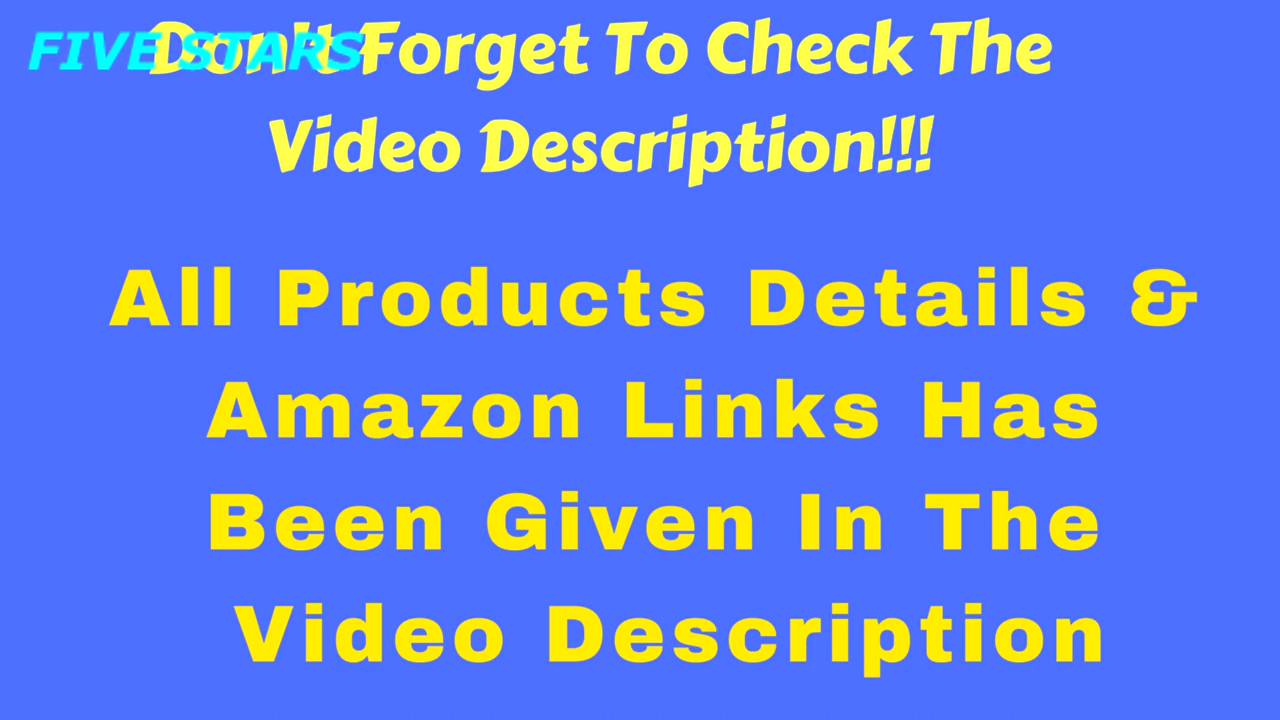 FIVE STARS
Don't Forget To Check The
Video Description!!!
All Products Details &
Amazon Links Has
Been Given In The
Video Description